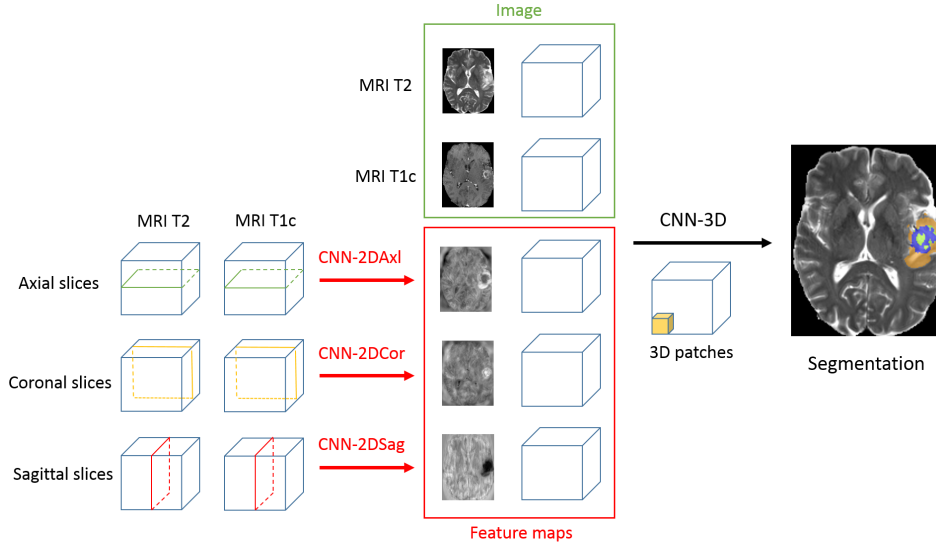 Image
MRI T2
MRI T1c
MRI T2
MRI T1c
CNN-3D
CNN-2DAxl
Axial slices
CNN-2DCor
3D patches
Segmentation
Coronal slices
CNN-2DSag
Sagittal slices
Feature maps